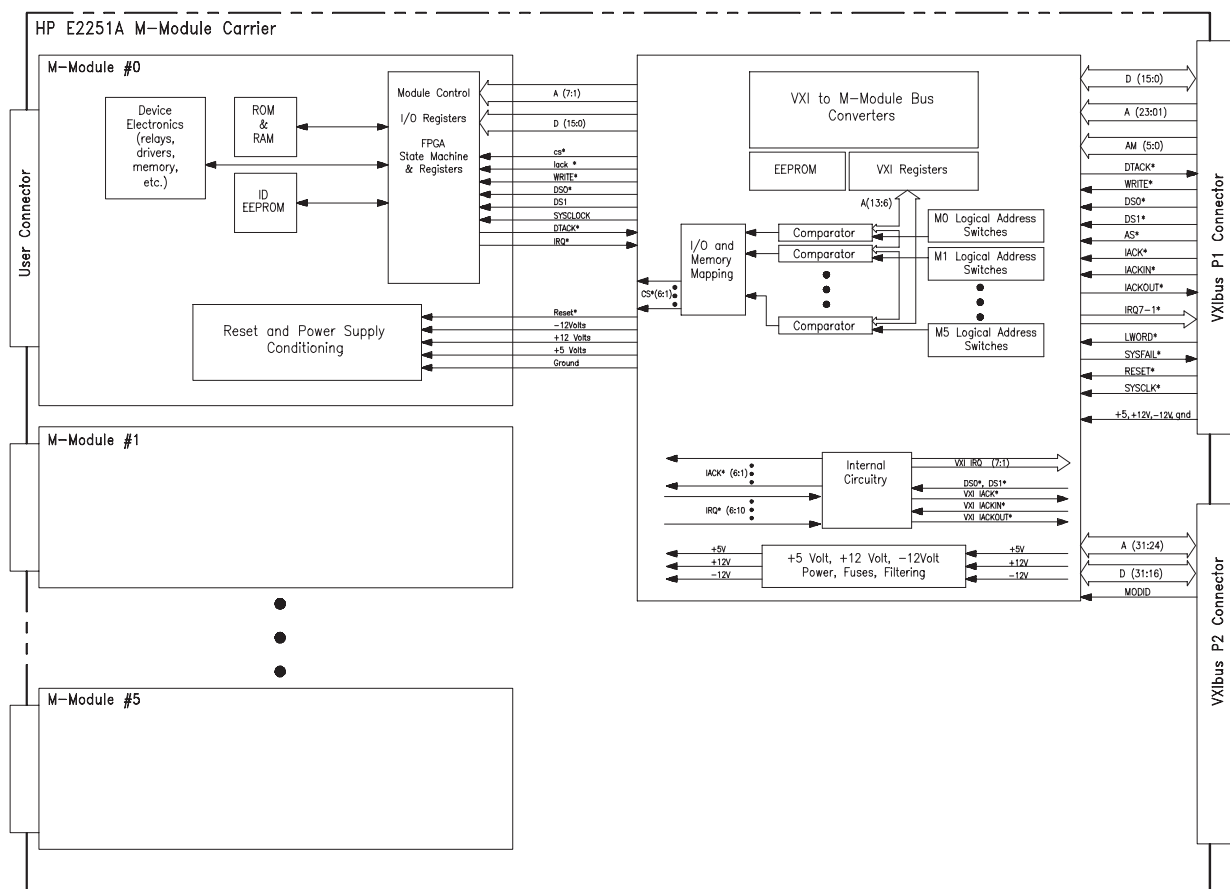 HP E2251A M-Module Carrier
M-Module #0
User Connector
Device
Electronics
(relays,
drivers,
memory,
etc.)
ROM
&
RAM
ID
EEPROM
Module Control
I/O Registers
FPGA
State Machine
& Registers
A (7:1)
D (15:0)
cs*
Iack *
WRITE*
DS0*
DS1
SYSCLOCK
DTACK*
IRQ*
Reset and Power Supply
Conditioning
Reset*
-12Volts
+12 Volts
+5 Volts
Ground
M-Module #1
M-Module #5
VXI to M-Module Bus
Converters
EEPROM
VXI Registers
A(13:6)
I/O and
Memory
Mapping
CS*(6:1)
Comparator
Comparator
Comparator
M0 Logical Address
Switches
M1 Logical Address
Switches
M5 Logical Address
Switches
IACK* (6:1)
IRQ* (6:10
Internal
Circuitry
VXI IRQ (7:1)
DS0*, DS1*
VXI IACK*
VXI IACKIN*
VXI IACKOUT*
+5V
+12V
-12V
+5 Volt, +12 Volt, -12Volt
Power, Fuses, Filtering
+5V
+12V
-12V
D (15:0)
A (23:01)
AM (5:0)
DTACK*
WRITE*
DS0*
DS1*
AS*
IACK*
IACKIN*
IACKOUT*
IRQ7-1*
LWORD*
SYSFAIL*
RESET*
SYSCLK*
+5,+12V,-12V,gnd
VXIbus P1 Connector
A (31:24)
D (31:16)
MODID
VXIbus P2 Connector